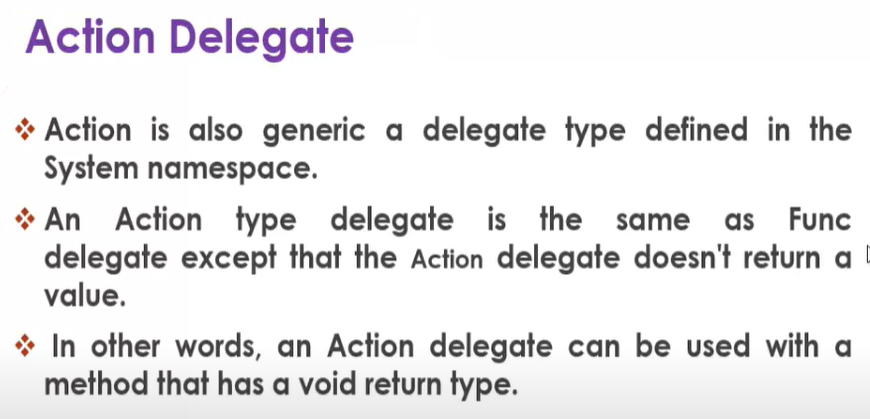 Action Delegate
Action is also generic a delegate type defined in the
System namespace.
An Action type delegate is the same as Func
delegate except that the Action delegate doesn't return a
value.
In other words, an Action delegate can be used with a
method that has a void return type.